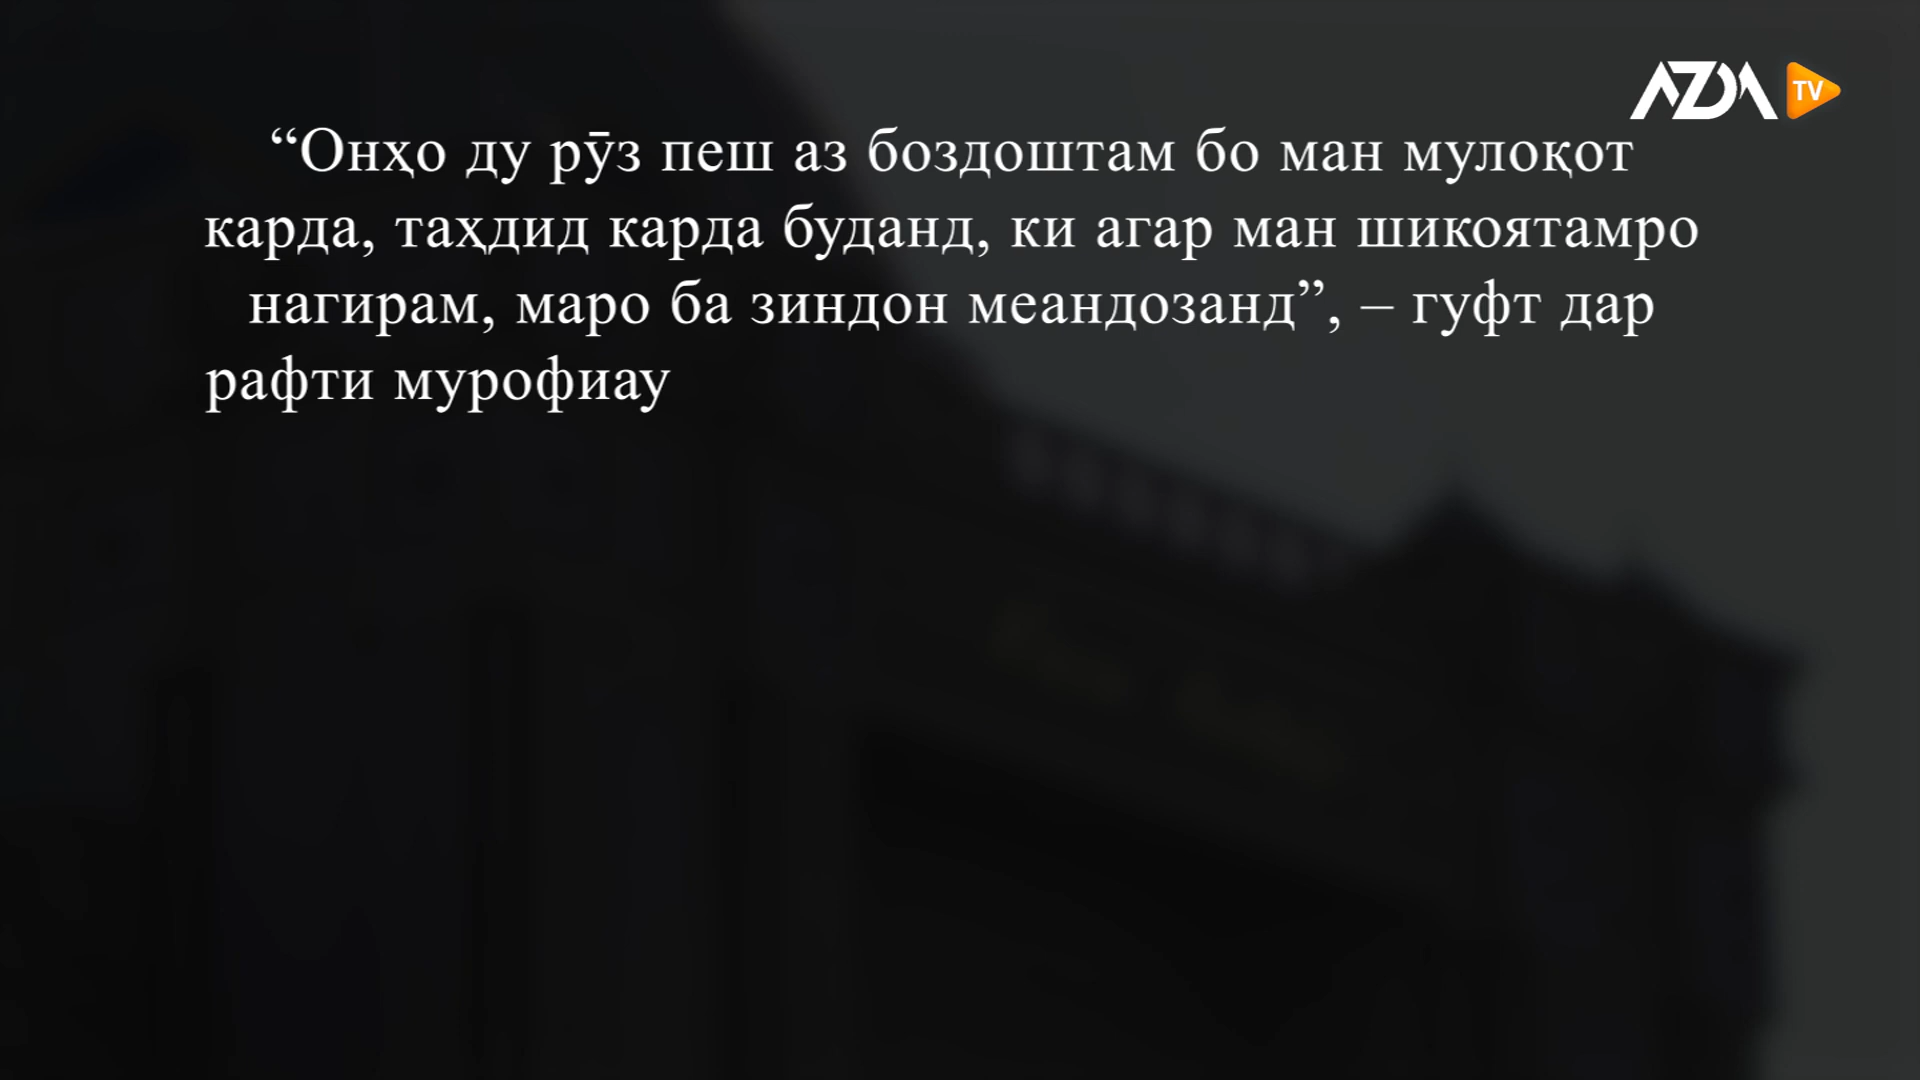 AZDA TV
“Онҳо ду рӯз пеш аз боздоштам бо ман мулоқот
карда, таҳдид карда буданд, ки агар ман шикоятамро
нагирам, маро ба зиндон меандозанд”, – гуфт дар
рафти мурофиау